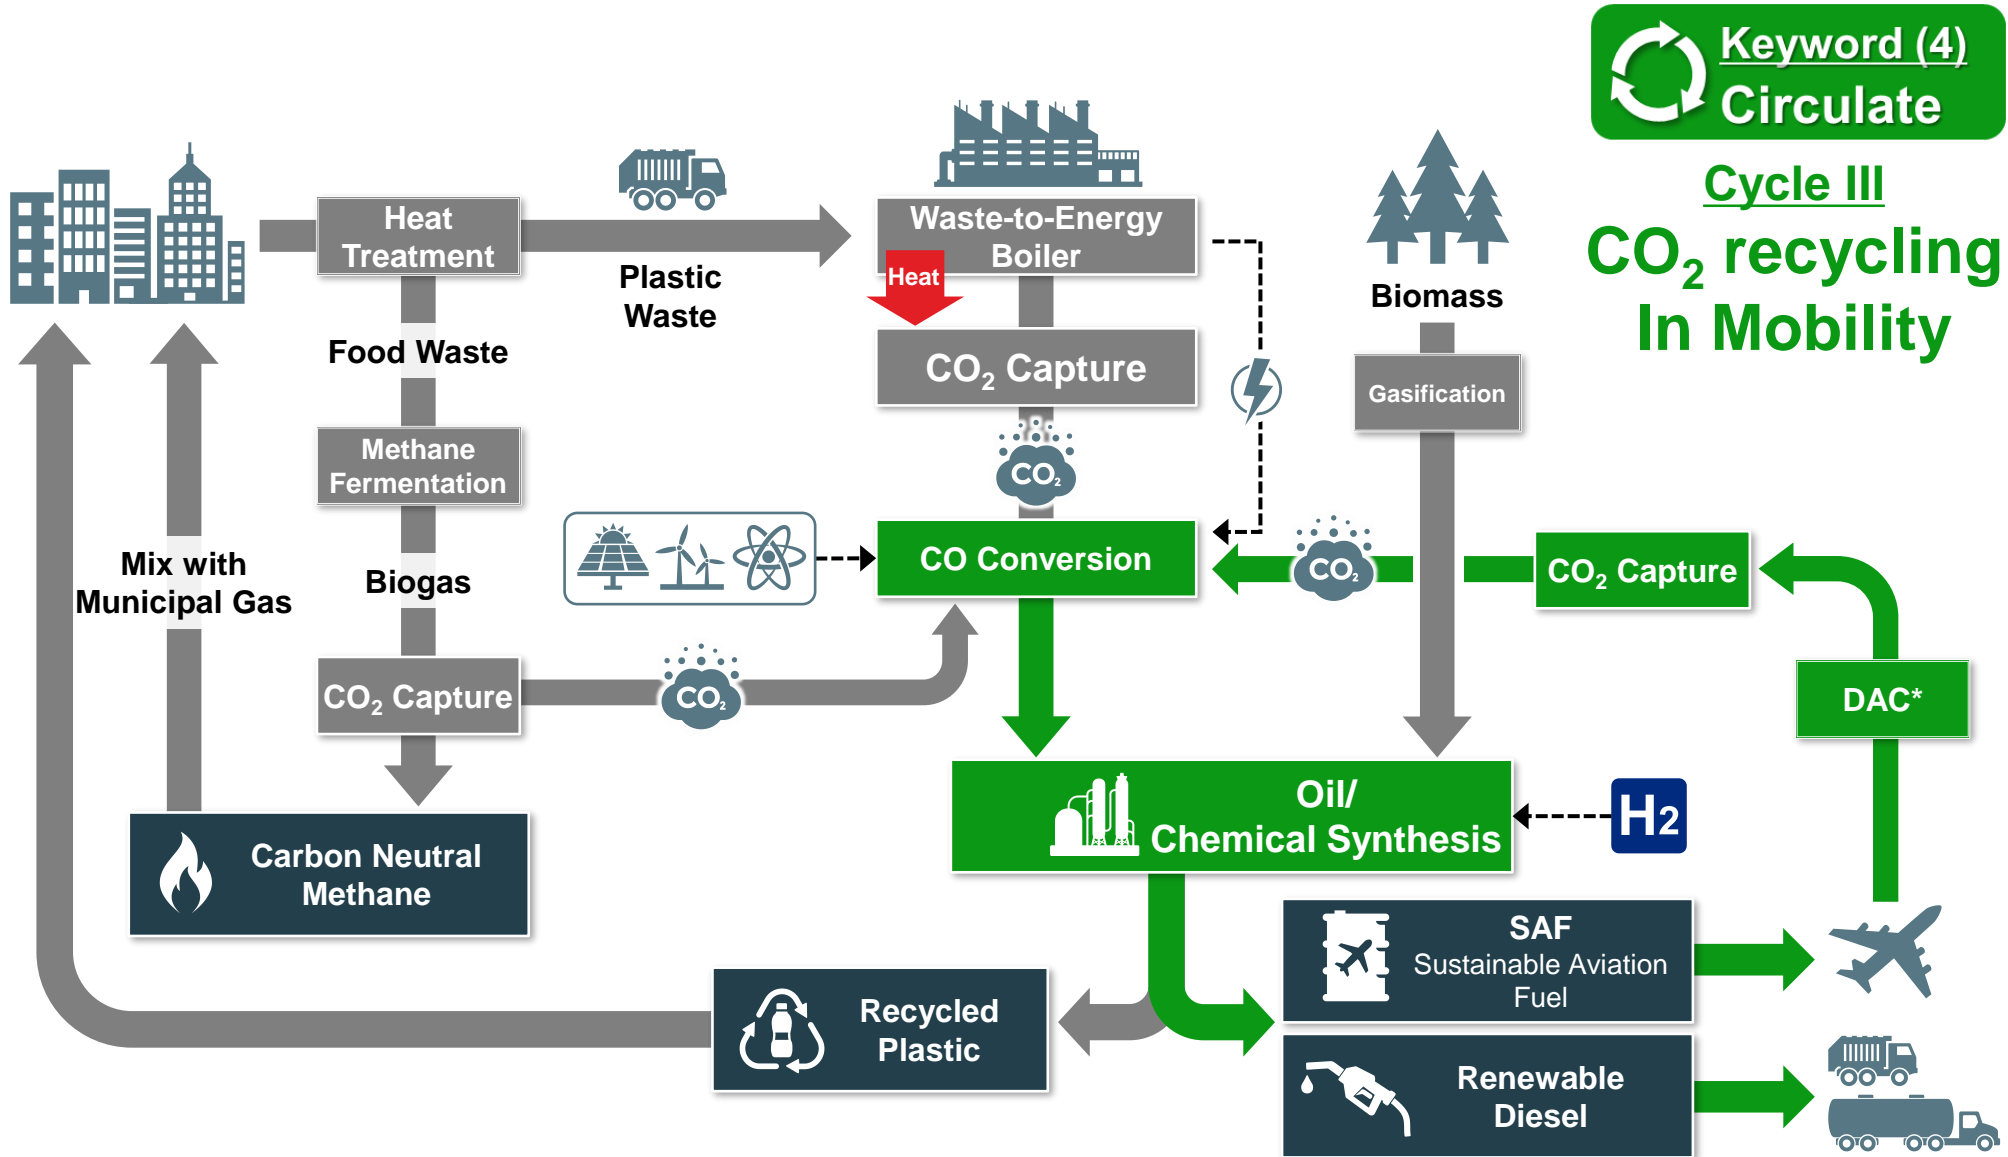 Keyword (4)
Circulate
Cycle III
CO₂ recycling
In Mobility
Heat
Treatment
Plastic
Waste
Waste-to-Energy
Boiler
Heat
CO₂ Capture
CO₂
Biomass
Gasification
Food Waste
Methane
Fermentation
Biogas
CO₂ Capture
CO₂
Mix with
Municipal Gas
CO Conversion
CO₂
CO₂ Capture
DAC*
Oil/
Chemical Synthesis
H2
Carbon Neutral
Methane
Recycled
Plastic
SAF
Sustainable Aviation
Fuel
Renewable
Diesel